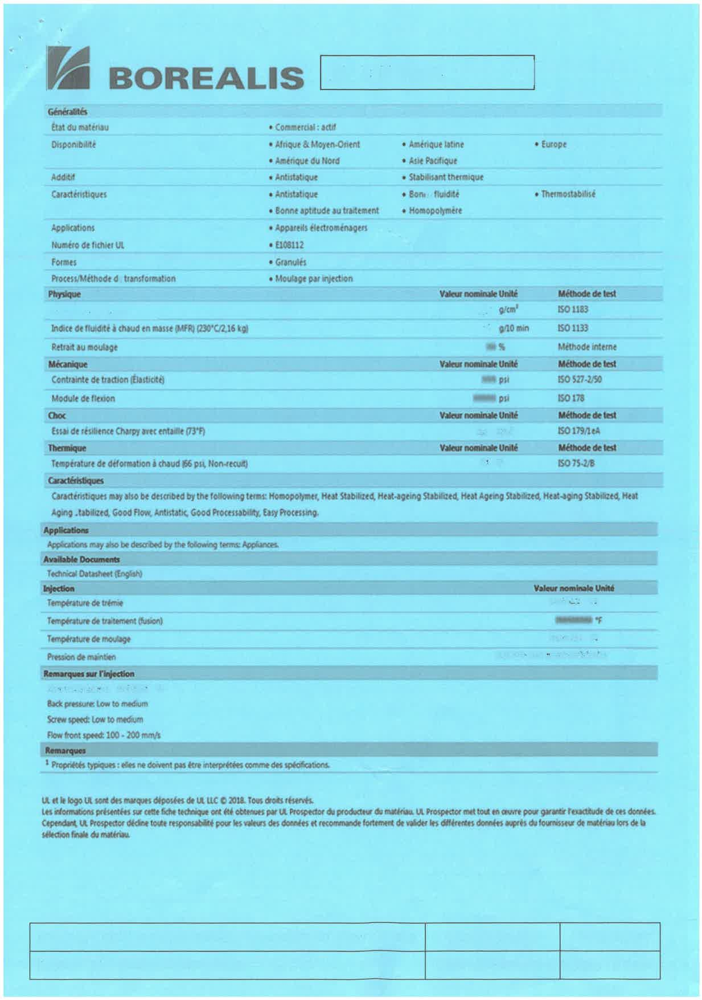 BOREALIS
Généralités
État du matériau • Commercial : actif
Disponibilité • Afrique & Moyen-Orient • Amérique latine • Europe
• Amérique du Nord • Asie Pacifique
Additif • Antistatique • Stabilisant thermique
Caractéristiques • Antistatique • fluidité • Thermostabilisé
• Bonne aptitude au traitement • Homopolymère
Applications • Appareils électroménagers
Numéro de fichier UL • E108112
Formes • Granulés
Process/Méthode transformation • Moulage par injection
Physique Valeur nominale Unité Méthode de test
g/cm³ ISO 1183
Indice de fluidité à chaud en masse (MFR) (230°C/2,16 kg) g/10 min ISO 1133
Retrait au moulage % Méthode interne
Mécanique Valeur nominale Unité Méthode de test
Contrainte de traction (Élasticité) psi ISO 527-2/50
Module de flexion psi ISO 178
Choc Valeur nominale Unité Méthode de test
Essai de résilience Charpy avec entaille (73°F) ISO 179/1eA
Thermique Valeur nominale Unité Méthode de test
Température de déformation à chaud (66 psi, Non-recuit) ISO 75-2/B
Caractéristiques
Caractéristiques may also be described by the following terms: Homopolymer, Heat Stabilized, Heat-ageing Stabilized, Heat Ageing Stabilized, Heat-aging Stabilized, Heat
Aging .tabilized, Good Flow, Antistatic, Good Processability, Easy Processing.
Applications
Applications may also be described by the following terms: Appliances.
Available Documents
Technical Datasheet (English)
Injection Valeur nominale Unité
Température de trémie
Température de traitement (fusion) °F
Température de moulage
Pression de maintien
Remarques sur l'injection
Back pressure: Low to medium
Screw speed: Low to medium
Flow front speed: 100 - 200 mm/s
Remarques
1 Propriétés typiques : elles ne doivent pas être interprétées comme des spécifications.
UL et le logo UL sont des marques déposées de UL LLC © 2018. Tous droits réservés.
Les informations présentées sur cette fiche technique ont été obtenues par UL Prospector du producteur du matériau. UL Prospector met tout en œuvre pour garantir l'exactitude de ces données.
Cependant, UL Prospector décline toute responsabilité pour les valeurs des données et recommande fortement de valider les différentes données auprès du fournisseur de matériau lors de la
sélection finale du matériau.